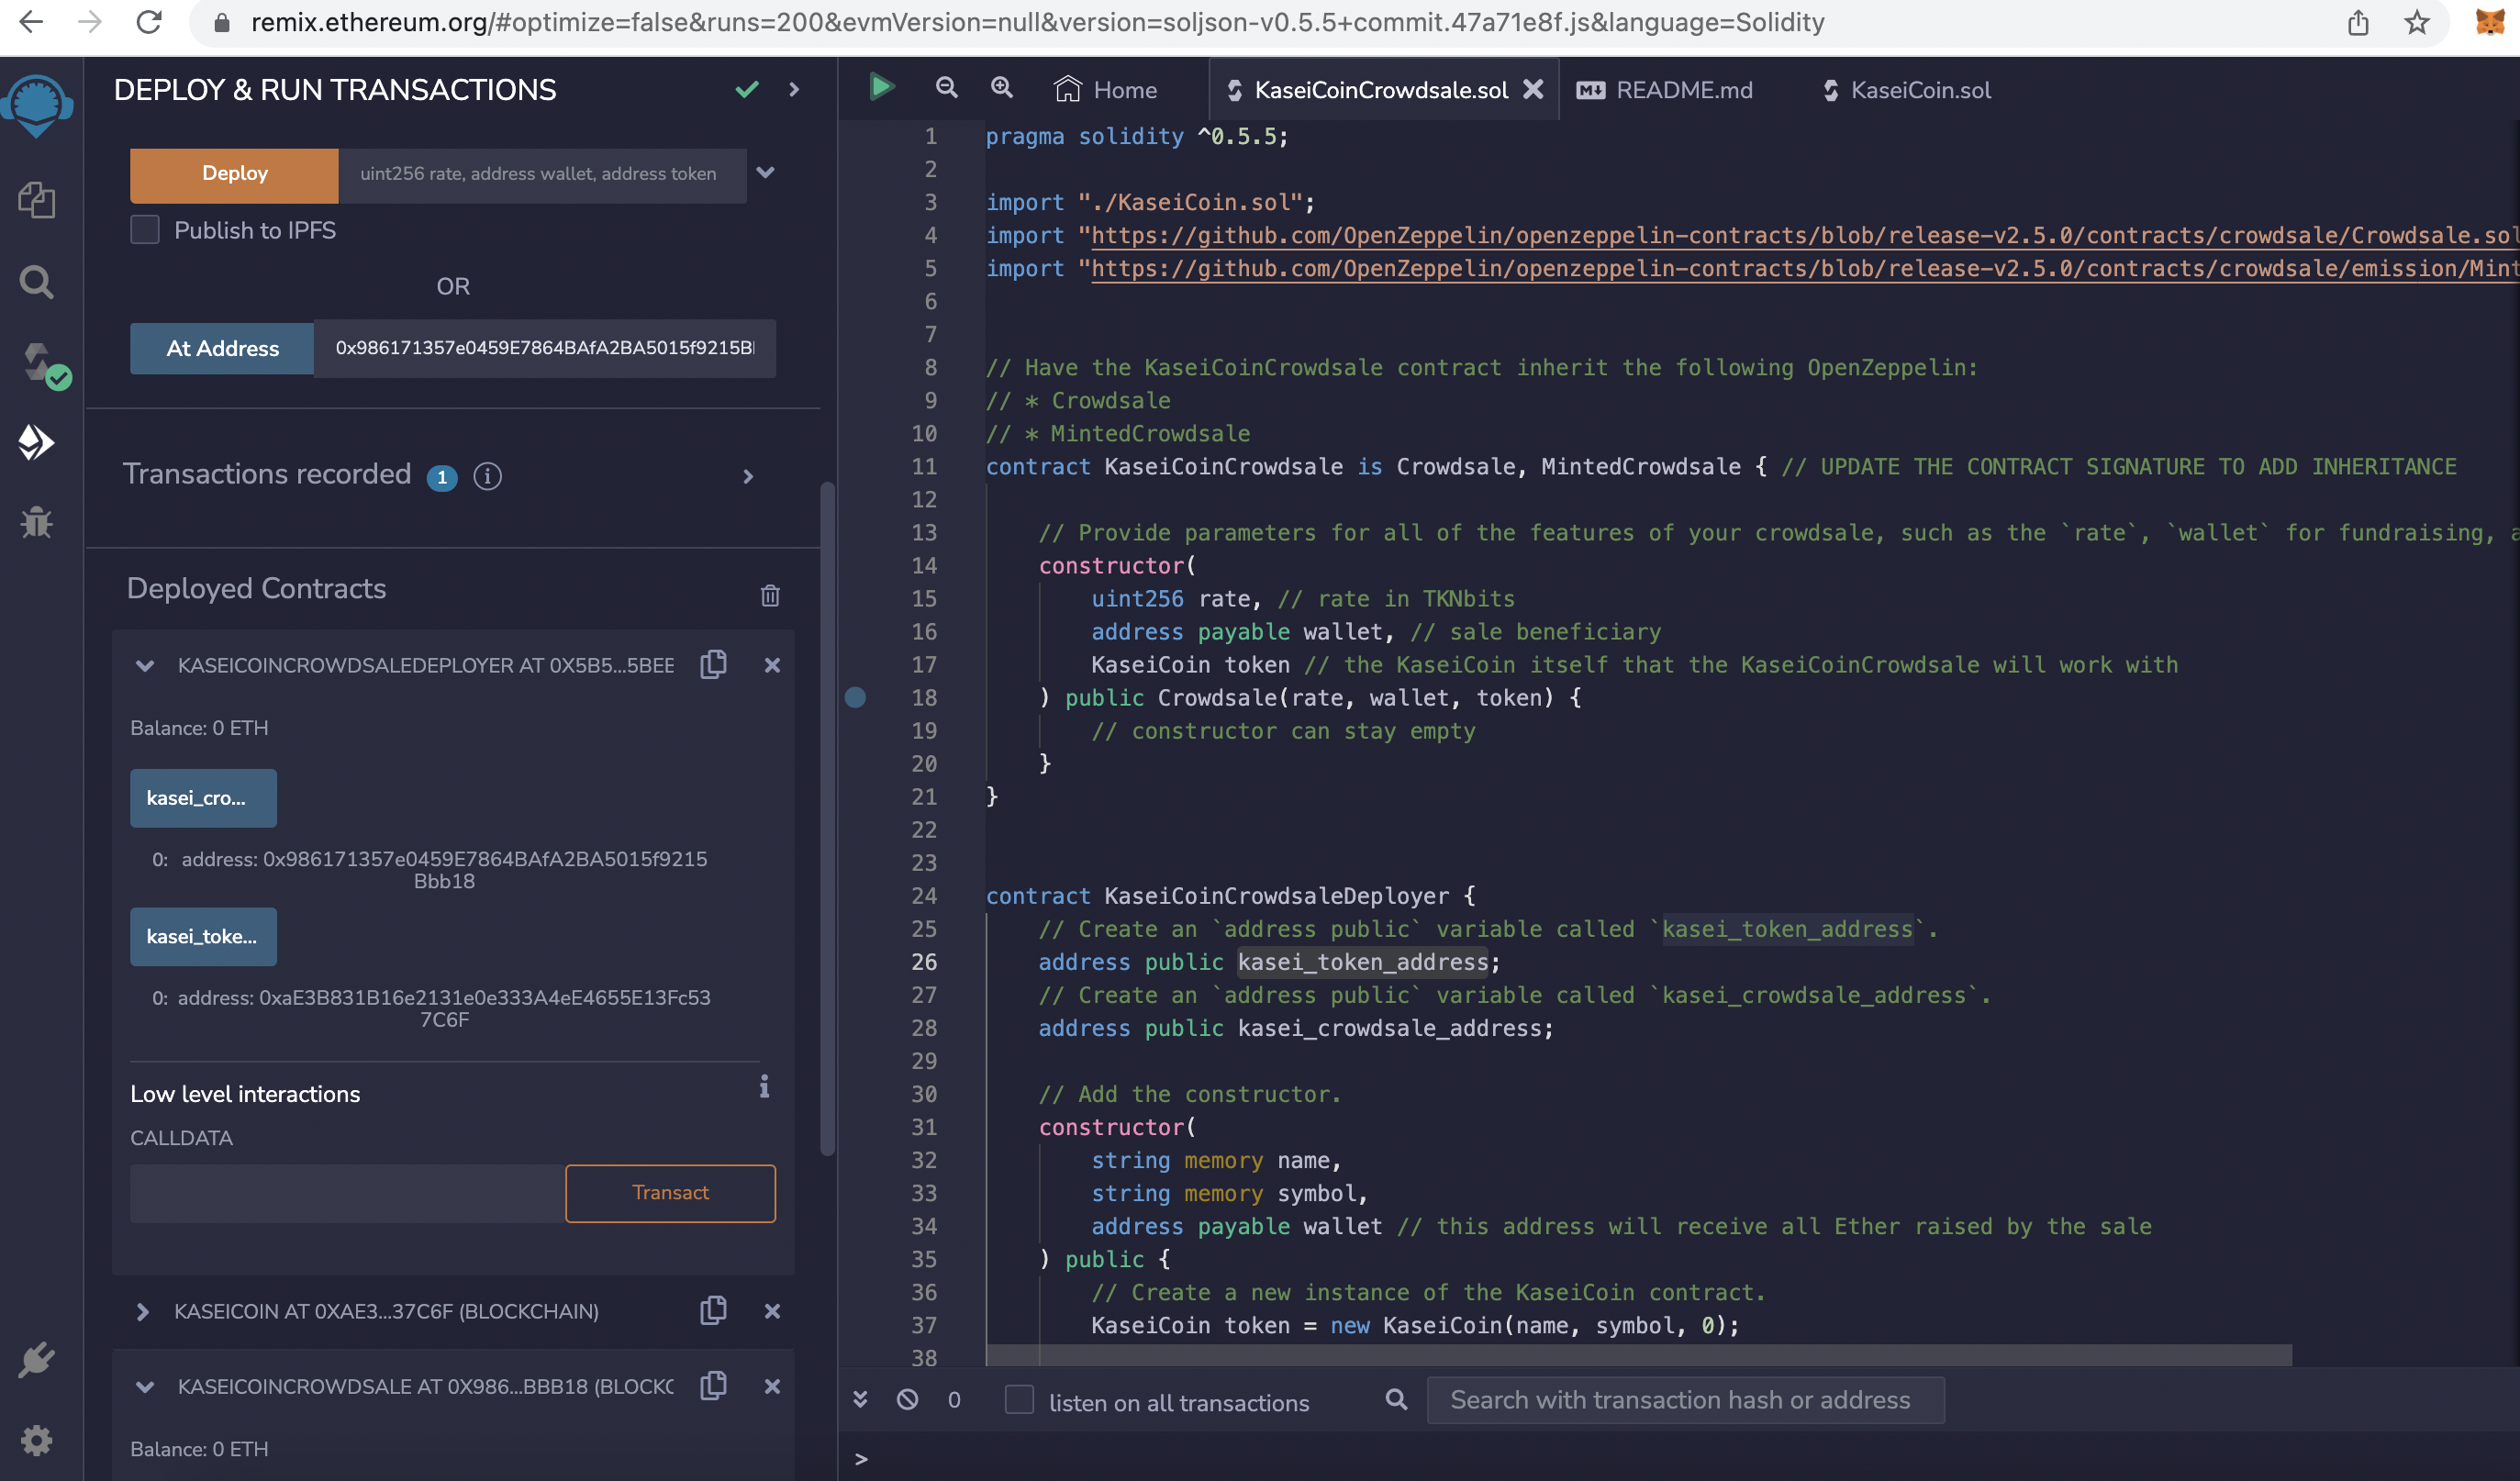 remix.ethereum.org/#optimize=false&runs=200&evmVersion=null&version=soljson-v0.5.5+commit.47a71e8f.js&language=Solidity
DEPLOY & RUN TRANSACTIONS
Deploy
uint256 rate, address wallet, address token
Publish to IPFS
OR
At Address
0x986171357e0459E7864BAfA2BA5015f9215B
Transactions recorded 1
Deployed Contracts
KASEICOINCROWDSALEDEPLOYER AT 0X5B5...5BEE
Balance: 0 ETH
kasei_cro...
0: address: 0x986171357e0459E7864BAfA2BA5015f9215
Bbb18
kasei_toke...
0: address: 0xaE3B831B16e2131e0e333A4eE4655E13Fc53
7C6F
Low level interactions
CALLDATA
Transact
KASEICOIN AT 0XAE3...37C6F (BLOCKCHAIN)
KASEICOINCROWDSALE AT 0X986...BBB18 (BLOCKC
Balance: 0 ETH
Home
KaseiCoinCrowdsale.sol
README.md
KaseiCoin.sol
1 pragma solidity ^0.5.5;
2
3 import "./KaseiCoin.sol";
4 import "https://github.com/OpenZeppelin/openzeppelin-contracts/blob/release-v2.5.0/contracts/crowdsale/Crowdsale.sol
5 import "https://github.com/OpenZeppelin/openzeppelin-contracts/blob/release-v2.5.0/contracts/crowdsale/emission/Mint
6
7
8 // Have the KaseiCoinCrowdsale contract inherit the following OpenZeppelin:
9 // * Crowdsale
10 // * MintedCrowdsale
11 contract KaseiCoinCrowdsale is Crowdsale, MintedCrowdsale { // UPDATE THE CONTRACT SIGNATURE TO ADD INHERITANCE
12
13 // Provide parameters for all of the features of your crowdsale, such as the `rate`, `wallet` for fundraising, a
14 constructor(
15 uint256 rate, // rate in TKNbits
16 address payable wallet, // sale beneficiary
17 KaseiCoin token // the KaseiCoin itself that the KaseiCoinCrowdsale will work with
18 ) public Crowdsale(rate, wallet, token) {
19 // constructor can stay empty
20 }
21 }
22
23
24 contract KaseiCoinCrowdsaleDeployer {
25 // Create an `address public` variable called `kasei_token_address`.
26 address public kasei_token_address;
27 // Create an `address public` variable called `kasei_crowdsale_address`.
28 address public kasei_crowdsale_address;
29
30 // Add the constructor.
31 constructor(
32 string memory name,
33 string memory symbol,
34 address payable wallet // this address will receive all Ether raised by the sale
35 ) public {
36 // Create a new instance of the KaseiCoin contract.
37 KaseiCoin token = new KaseiCoin(name, symbol, 0);
38
0
listen on all transactions
Search with transaction hash or address
>